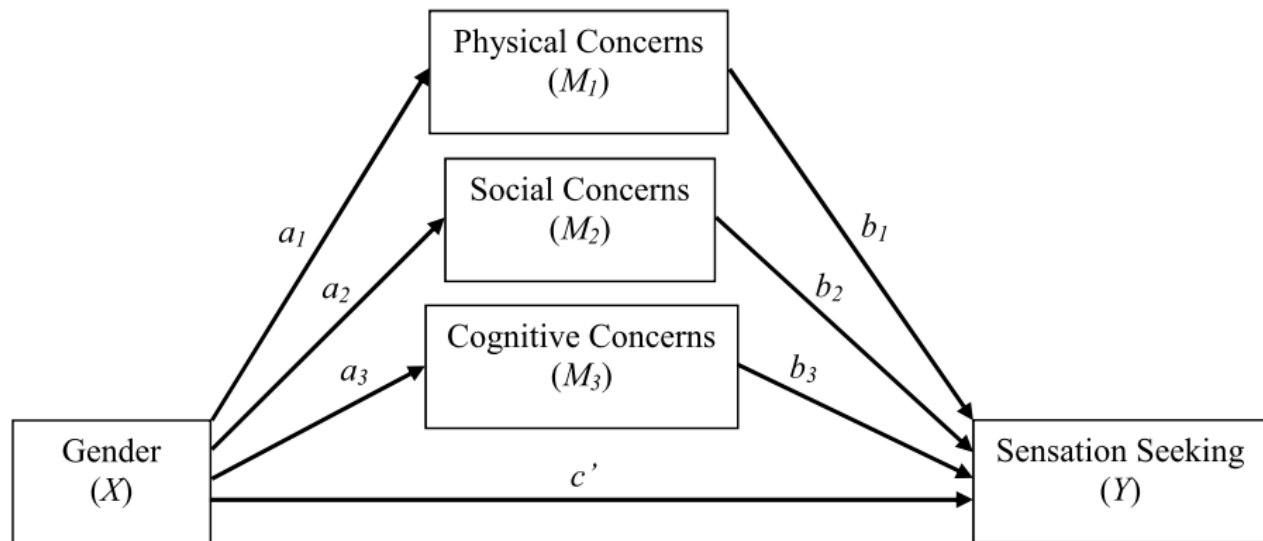 Physical Concerns
(M1)
Social Concerns
(M2)
a1
b1
a2
b2
Cognitive Concerns
(M3)
a3
b3
Gender
(X)
c’
Sensation Seeking
(Y)